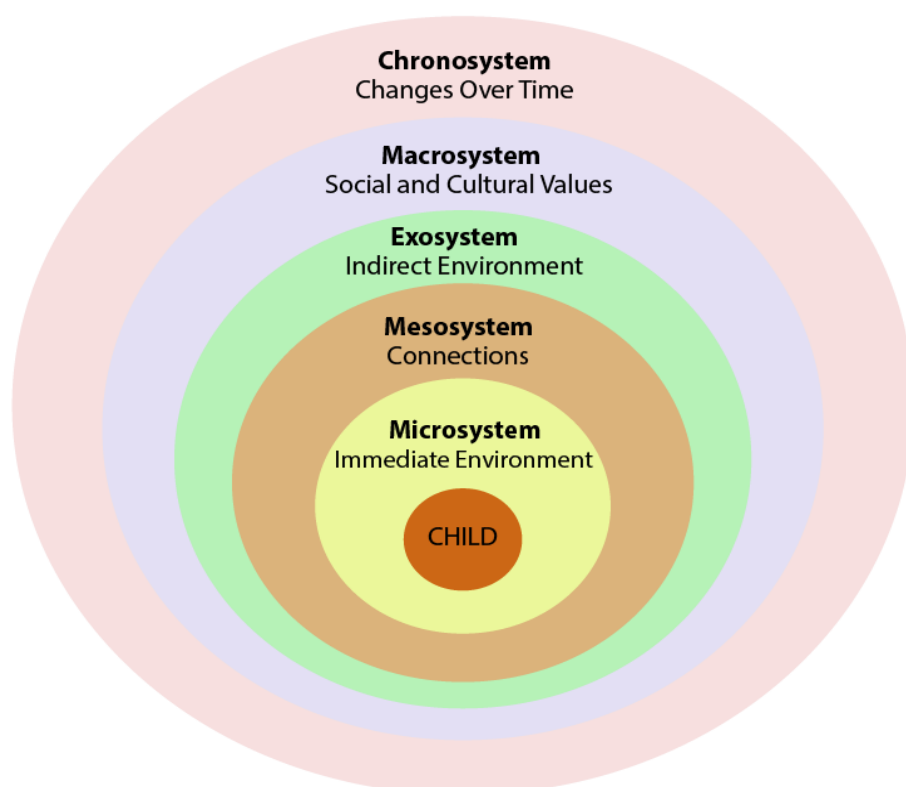 Chronosystem
Changes Over Time
Macrosystem
Social and Cultural Values
Exosystem
Indirect Environment
Mesosystem
Connections
Microsystem
Immediate Environment
CHILD